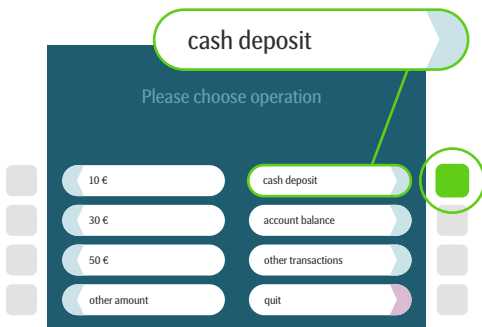 cash deposit
Please choose operation
10 €
cash deposit
30 €
account balance
50 €
other transactions
other amount
quit